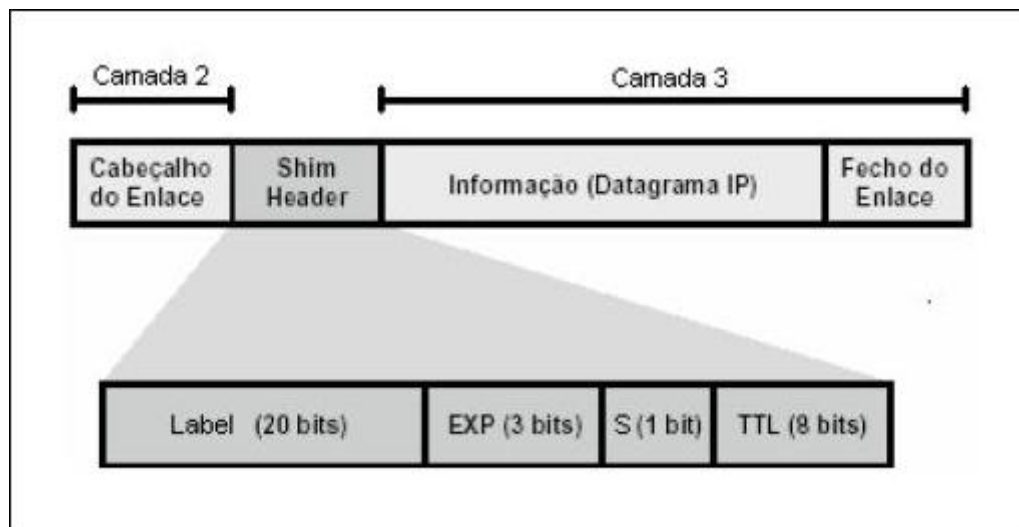 Camada 2
Camada 3
Cabeçalho
do Enlace
Shim
Header
Informação (Datagrama IP)
Fecho do
Enlace
Label (20 bits)
EXP (3 bits)
S (1 bit)
TTL (8 bits)